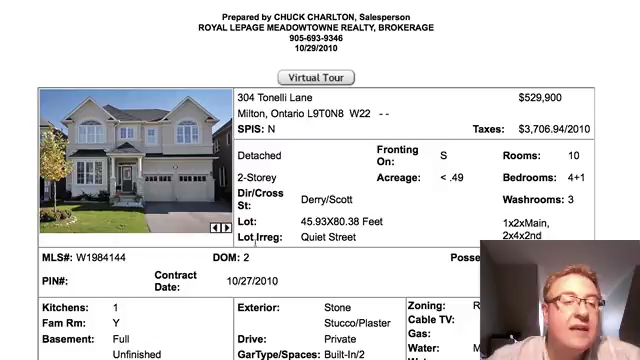 Prepared by CHUCK CHARLTON, Salesperson
ROYAL LEPAGE MEADOWTOWNE REALTY, BROKERAGE
905-693-9346
10/29/2010
Virtual Tour
304 Tonelli Lane $529,900
Milton, Ontario L9T0N8 W22 - -
SPIS: N Taxes: $3,706.94/2010
Detached Fronting On: S Rooms: 10
2-Storey Acreage: < .49 Bedrooms: 4+1
Dir/Cross St: Derry/Scott Washrooms: 3
Lot: 45.93X80.38 Feet 1x2xMain,
Lot Irreg: Quiet Street 2x4x2nd
MLS#: W1984144 DOM: 2 Posse
PIN#: Contract Date: 10/27/2010
Kitchens: 1 Exterior: Stone Zoning: R
Fam Rm: Y Stucco/Plaster Cable TV:
Basement: Full Drive: Private Gas:
Unfinished GarType/Spaces: Built-In/2 Water: M